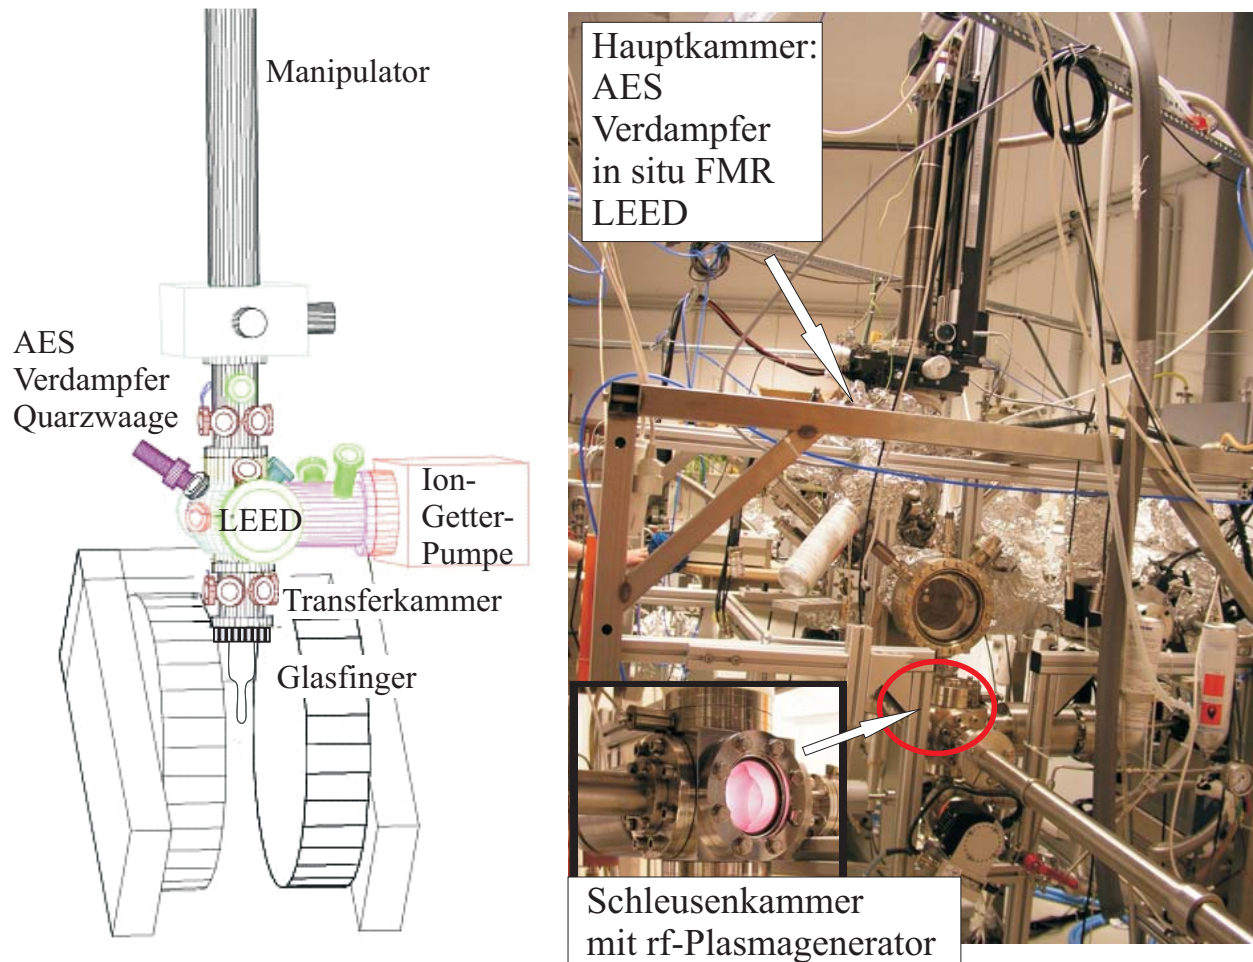 Manipulator
AES
Verdampfer
Quarzwaage
LEED
Ion-
Getter-
Pumpe
Transferkammer
Glasfinger
Hauptkammer:
AES
Verdampfer
in situ FMR
LEED
Schleusenkammer
mit rf-Plasmagenerator